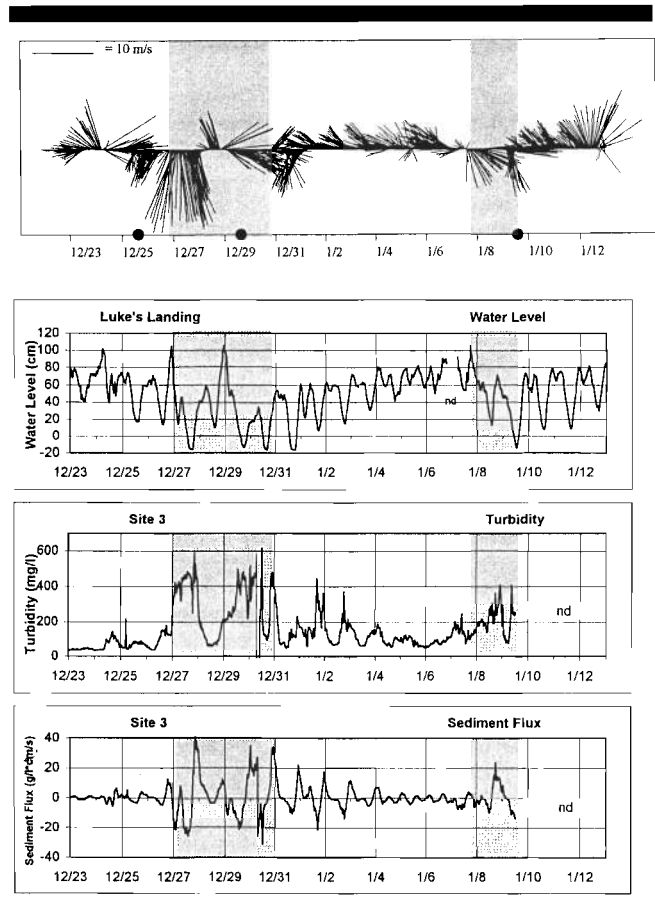 = 10 m/s
12/23 12/25 12/27 12/29 12/31 1/2 1/4 1/6 1/8 1/10 1/12
Luke's Landing Water Level
Water Level (cm)
120
100
80
60
40
20
0
-20
nd
12/23 12/25 12/27 12/29 12/31 1/2 1/4 1/6 1/8 1/10 1/12
Site 3 Turbidity
Turbidity (mg/l)
600
400
200
0
nd
12/23 12/25 12/27 12/29 12/31 1/2 1/4 1/6 1/8 1/10 1/12
Site 3 Sediment Flux
Sediment Flux
40
20
0
-20
-40
nd
12/23 12/25 12/27 12/29 12/31 1/2 1/4 1/6 1/8 1/10 1/12